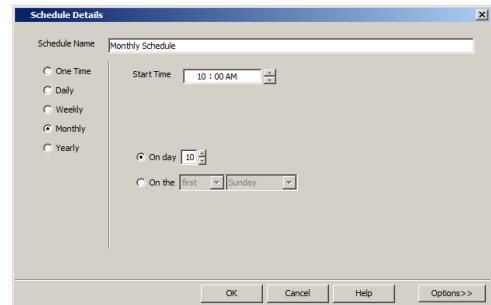 Schedule Details
Schedule Name Monthly Schedule
One Time Start Time 10 : 00 AM
Daily
Weekly
Monthly
Yearly On day 10
On the first Sunday
OK Cancel Help Options>>